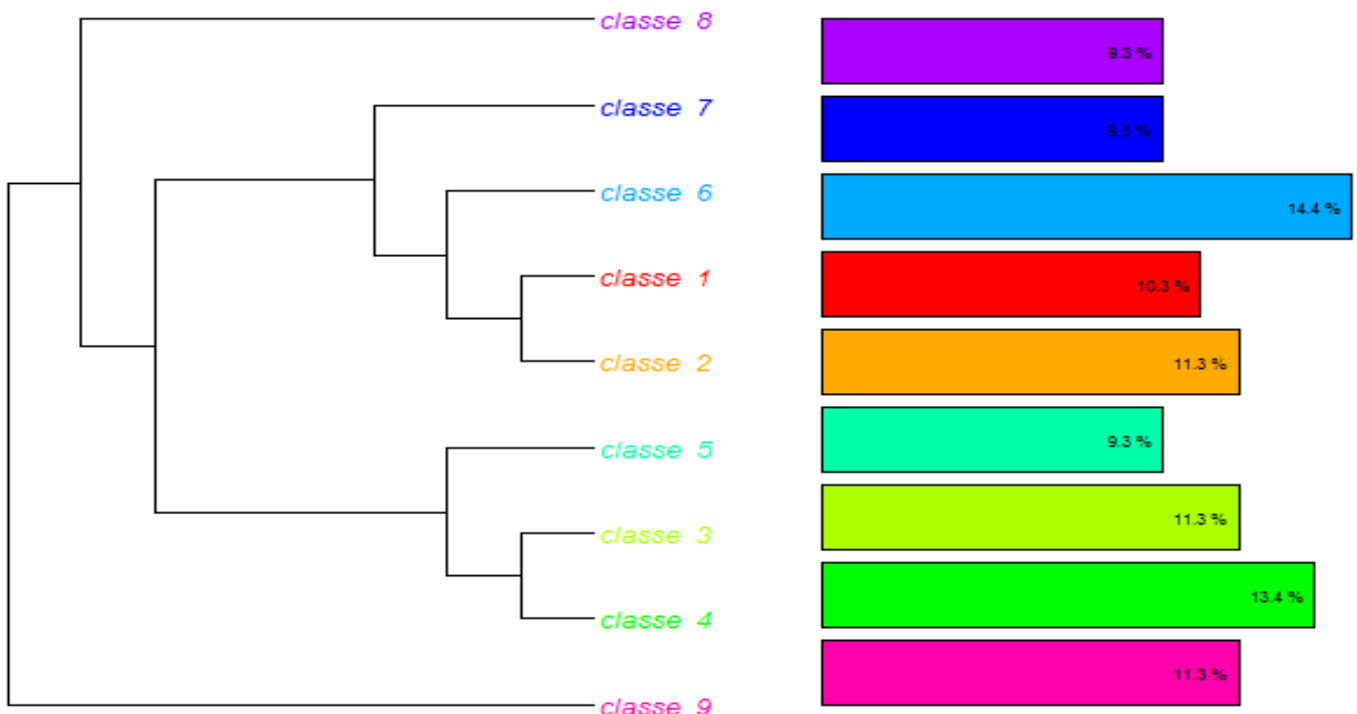 classe 8
9.3 %
classe 7
9.3 %
classe 6
14.4 %
classe 1
10.3 %
classe 2
11.3 %
classe 5
9.3 %
classe 3
11.3 %
classe 4
13.4 %
classe 9
11.3 %